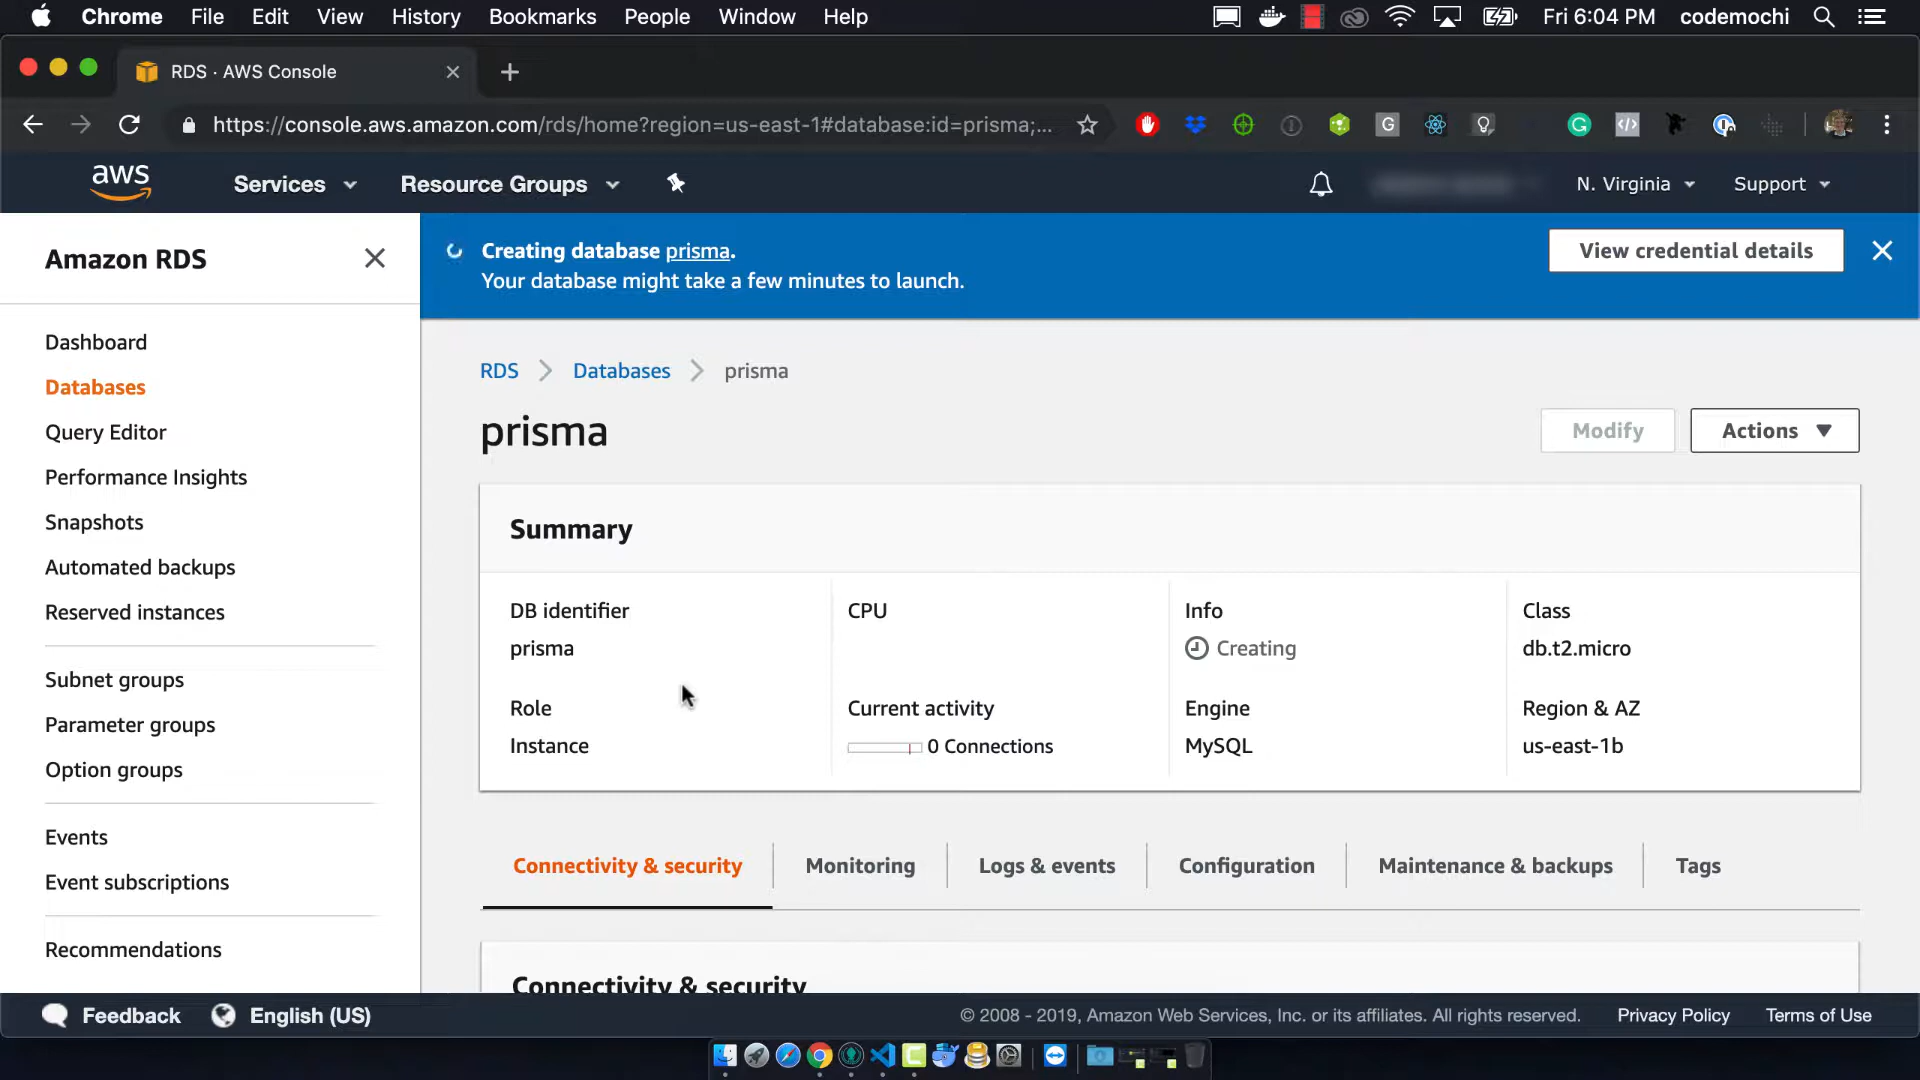 Chrome File Edit View History Bookmarks People Window Help Fri 6:04 PM codemochi
RDS · AWS Console
https://console.aws.amazon.com/rds/home?region=us-east-1#database:id=prisma;...
aws Services Resource Groups N. Virginia Support
Amazon RDS
Dashboard
Databases
Query Editor
Performance Insights
Snapshots
Automated backups
Reserved instances
Subnet groups
Parameter groups
Option groups
Events
Event subscriptions
Recommendations
Creating database prisma.
Your database might take a few minutes to launch.
View credential details
RDS Databases prisma
prisma
Modify Actions
Summary
DB identifier
prisma
CPU
Info
Creating
Class
db.t2.micro
Role
Instance
Current activity
0 Connections
Engine
MySQL
Region & AZ
us-east-1b
Connectivity & security Monitoring Logs & events Configuration Maintenance & backups Tags
Connectivity & security
Feedback English (US) © 2008 - 2019, Amazon Web Services, Inc. or its affiliates. All rights reserved. Privacy Policy Terms of Use